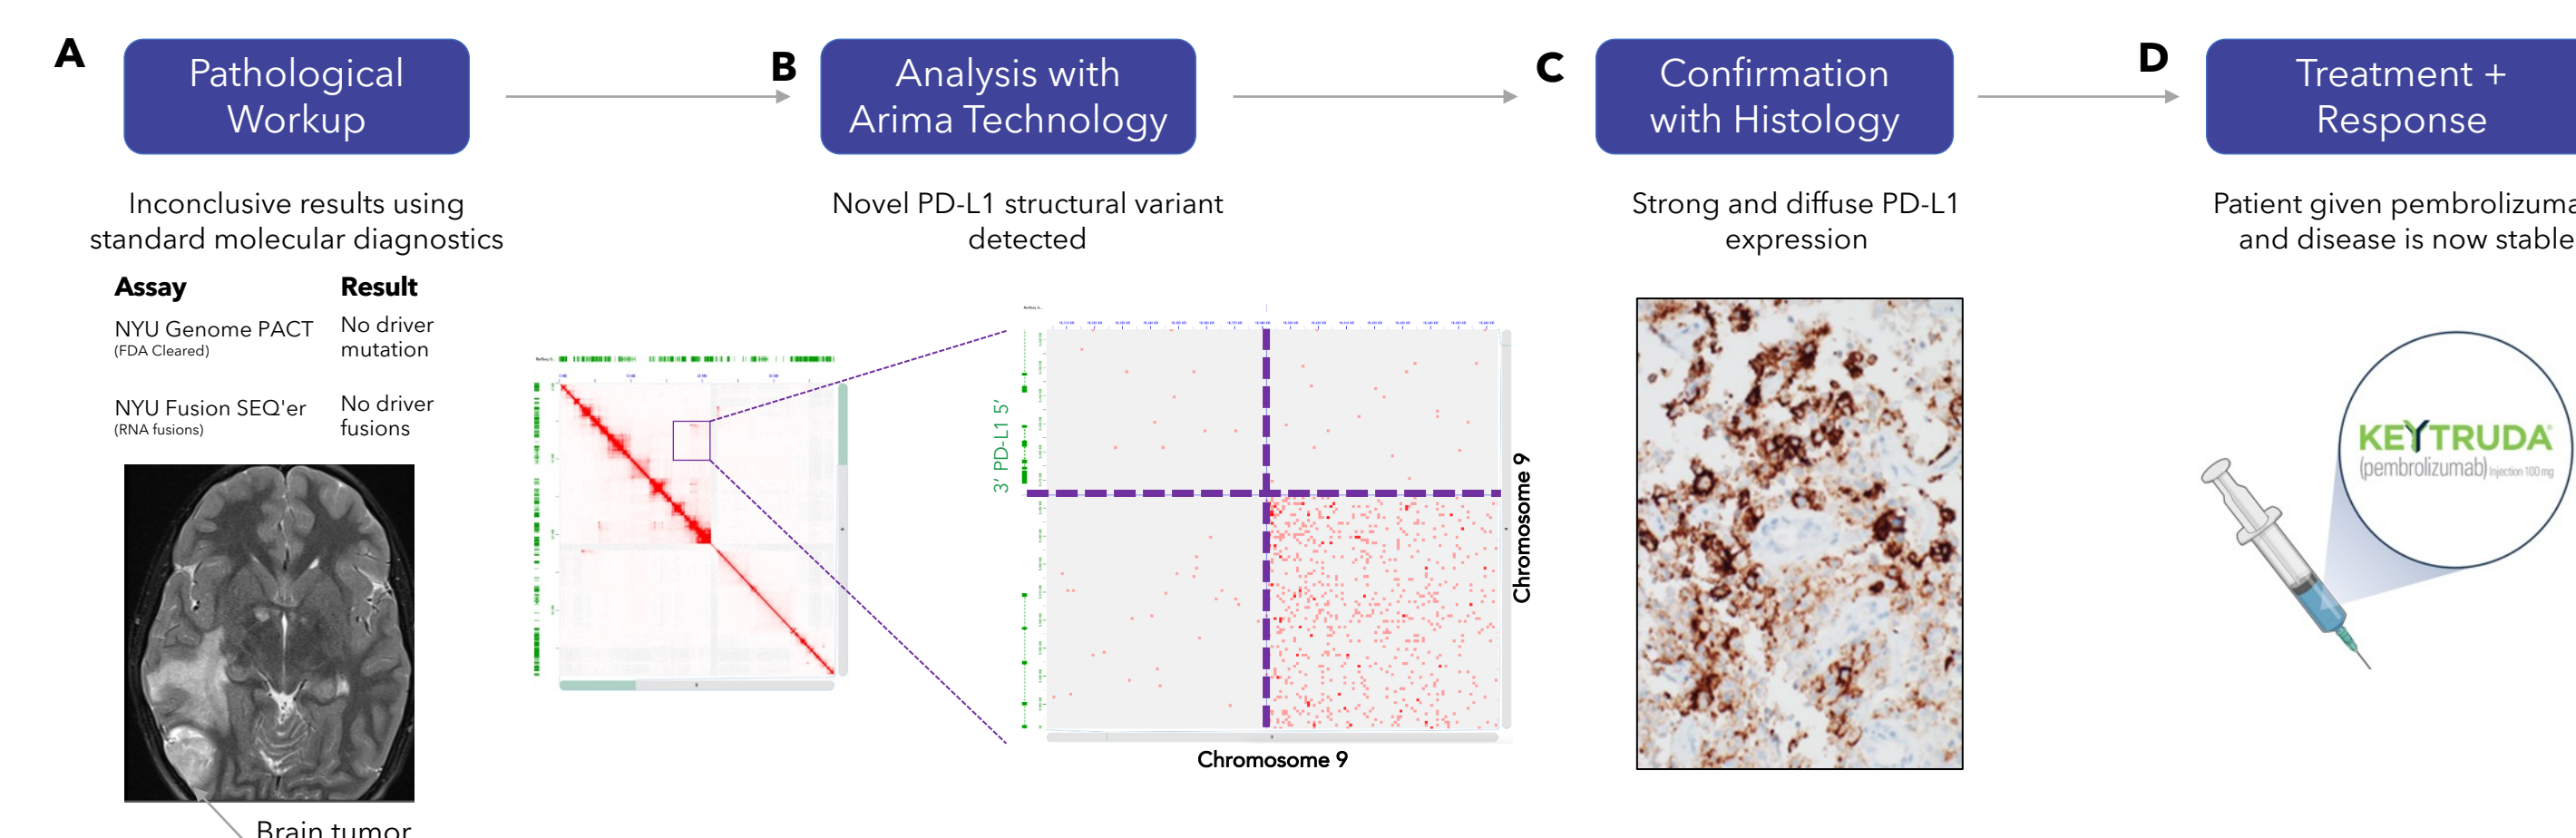 A
Pathological
Workup
Inconclusive results using
standard molecular diagnostics
Assay Result
NYU Genome PACT No driver
(FDA Cleared) mutation
NYU Fusion SEQ'er No driver
(RNA fusions) fusions
Brain tumor
B
Analysis with
Arima Technology
Novel PD-L1 structural variant
detected
3' PD-L1 5'
Chromosome 9
Chromosome 9
C
Confirmation
with Histology
Strong and diffuse PD-L1
expression
D
Treatment +
Response
Patient given pembrolizuma
and disease is now stable
KEYTRUDA®
(pembrolizumab) Injection 100 mg